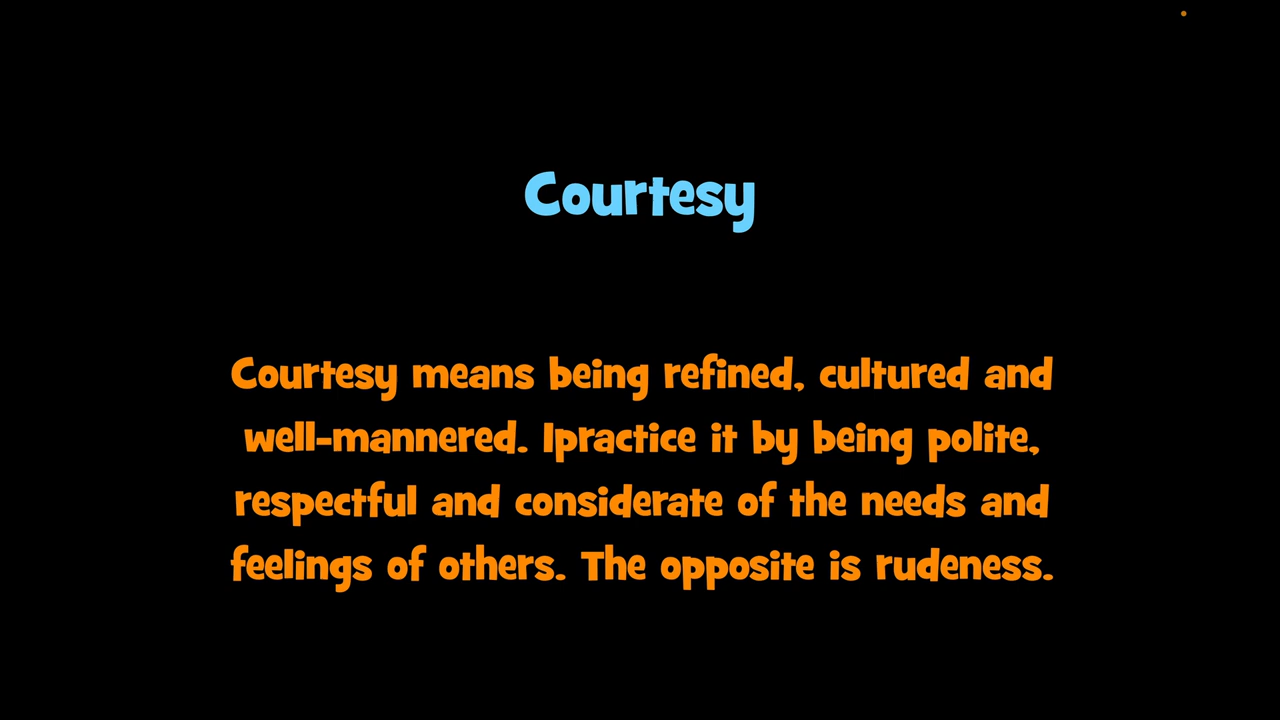 Courtesy
Courtesy means being refined, cultured and
well-mannered. Ipractice it by being polite,
respectful and considerate of the needs and
feelings of others. The opposite is rudeness.